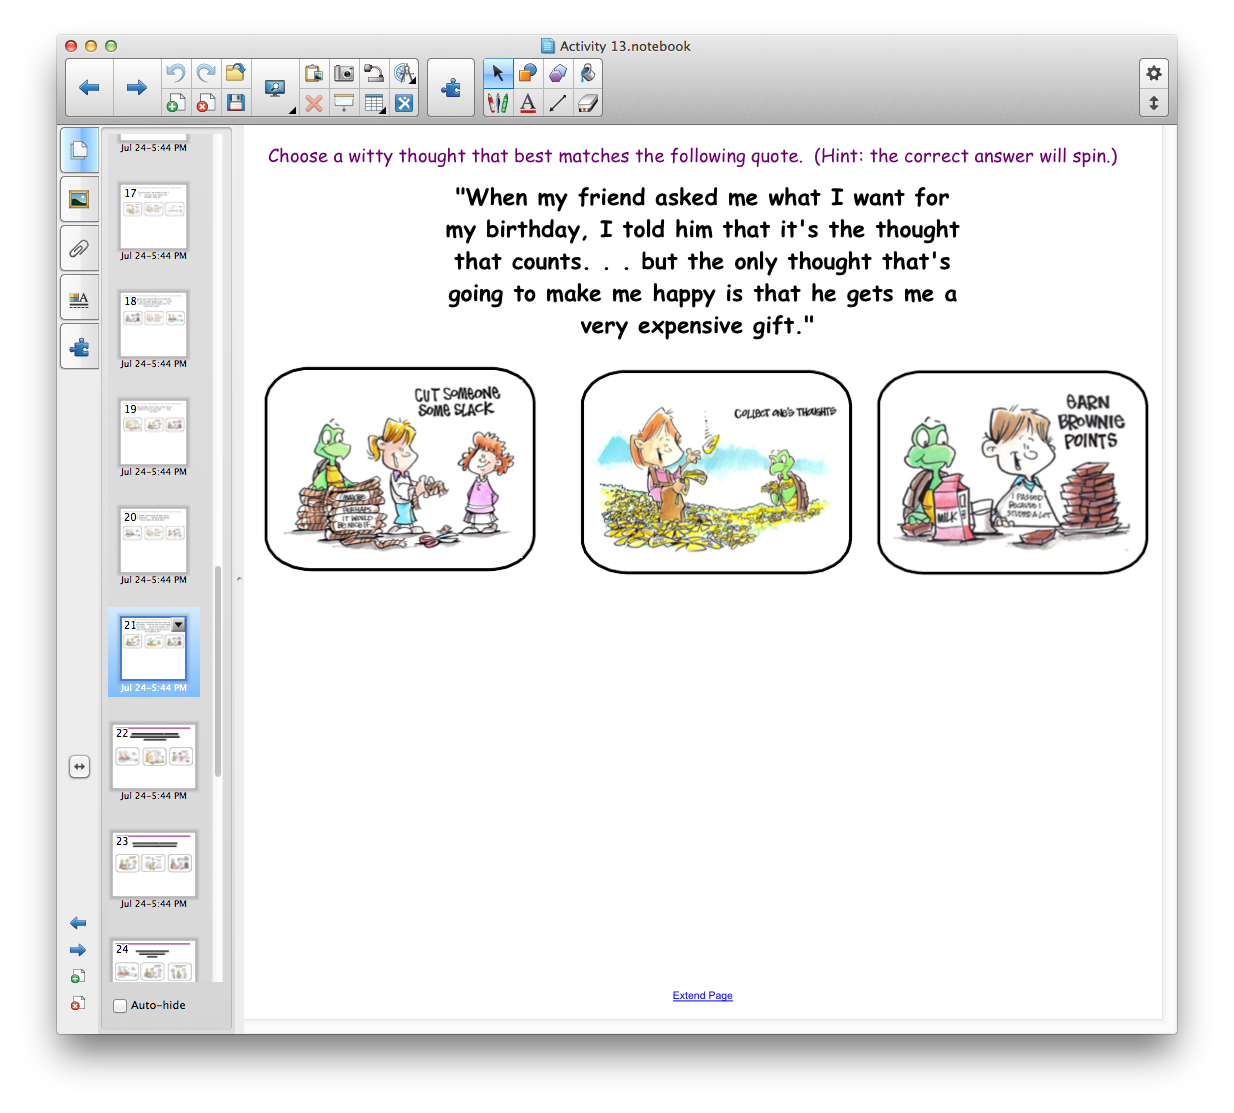 Activity 13.notebook
Jul 24-5:44 PM
17
Jul 24-5:44 PM
18
Jul 24-5:44 PM
19
Jul 24-5:44 PM
20
Jul 24-5:44 PM
21
Jul 24-5:44 PM
22
Jul 24-5:44 PM
23
Jul 24-5:44 PM
24
Auto-hide
Choose a witty thought that best matches the following quote. (Hint: the correct answer will spin.)
"When my friend asked me what I want for
my birthday, I told him that it's the thought
that counts. . . but the only thought that's
going to make me happy is that he gets me a
very expensive gift."
CUT SOMEONE
SOME SLACK
MAYBE
PERHAPS
IT WOULD
BE NICE IF...
COLLECT ONE'S THOUGHTS
EARN
BROWNIE
POINTS
I PASSED
BECAUSE I
STUDIED A LOT
MILK
Extend Page